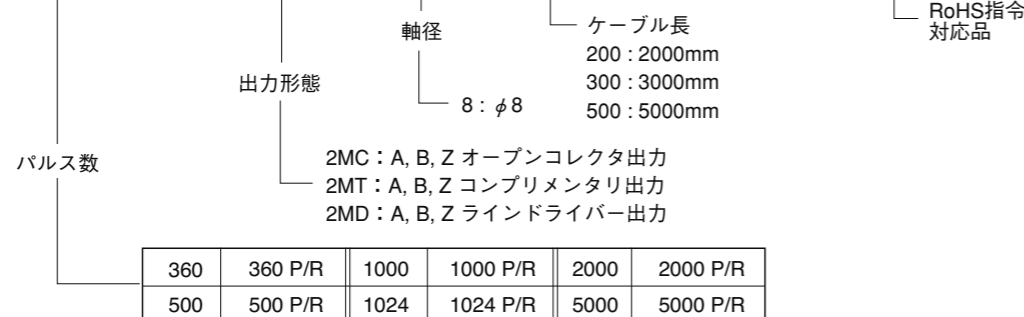 RoHS指令
対応品
ケーブル長
200 : 2000mm
300 : 3000mm
500 : 5000mm
軸径
8 : φ8
出力形態
2MC：A, B, Z オープンコレクタ出力
2MT：A, B, Z コンプリメンタリ出力
2MD：A, B, Z ラインドライバー出力
パルス数
360 360 P/R 1000 1000 P/R 2000 2000 P/R
500 500 P/R 1024 1024 P/R 5000 5000 P/R